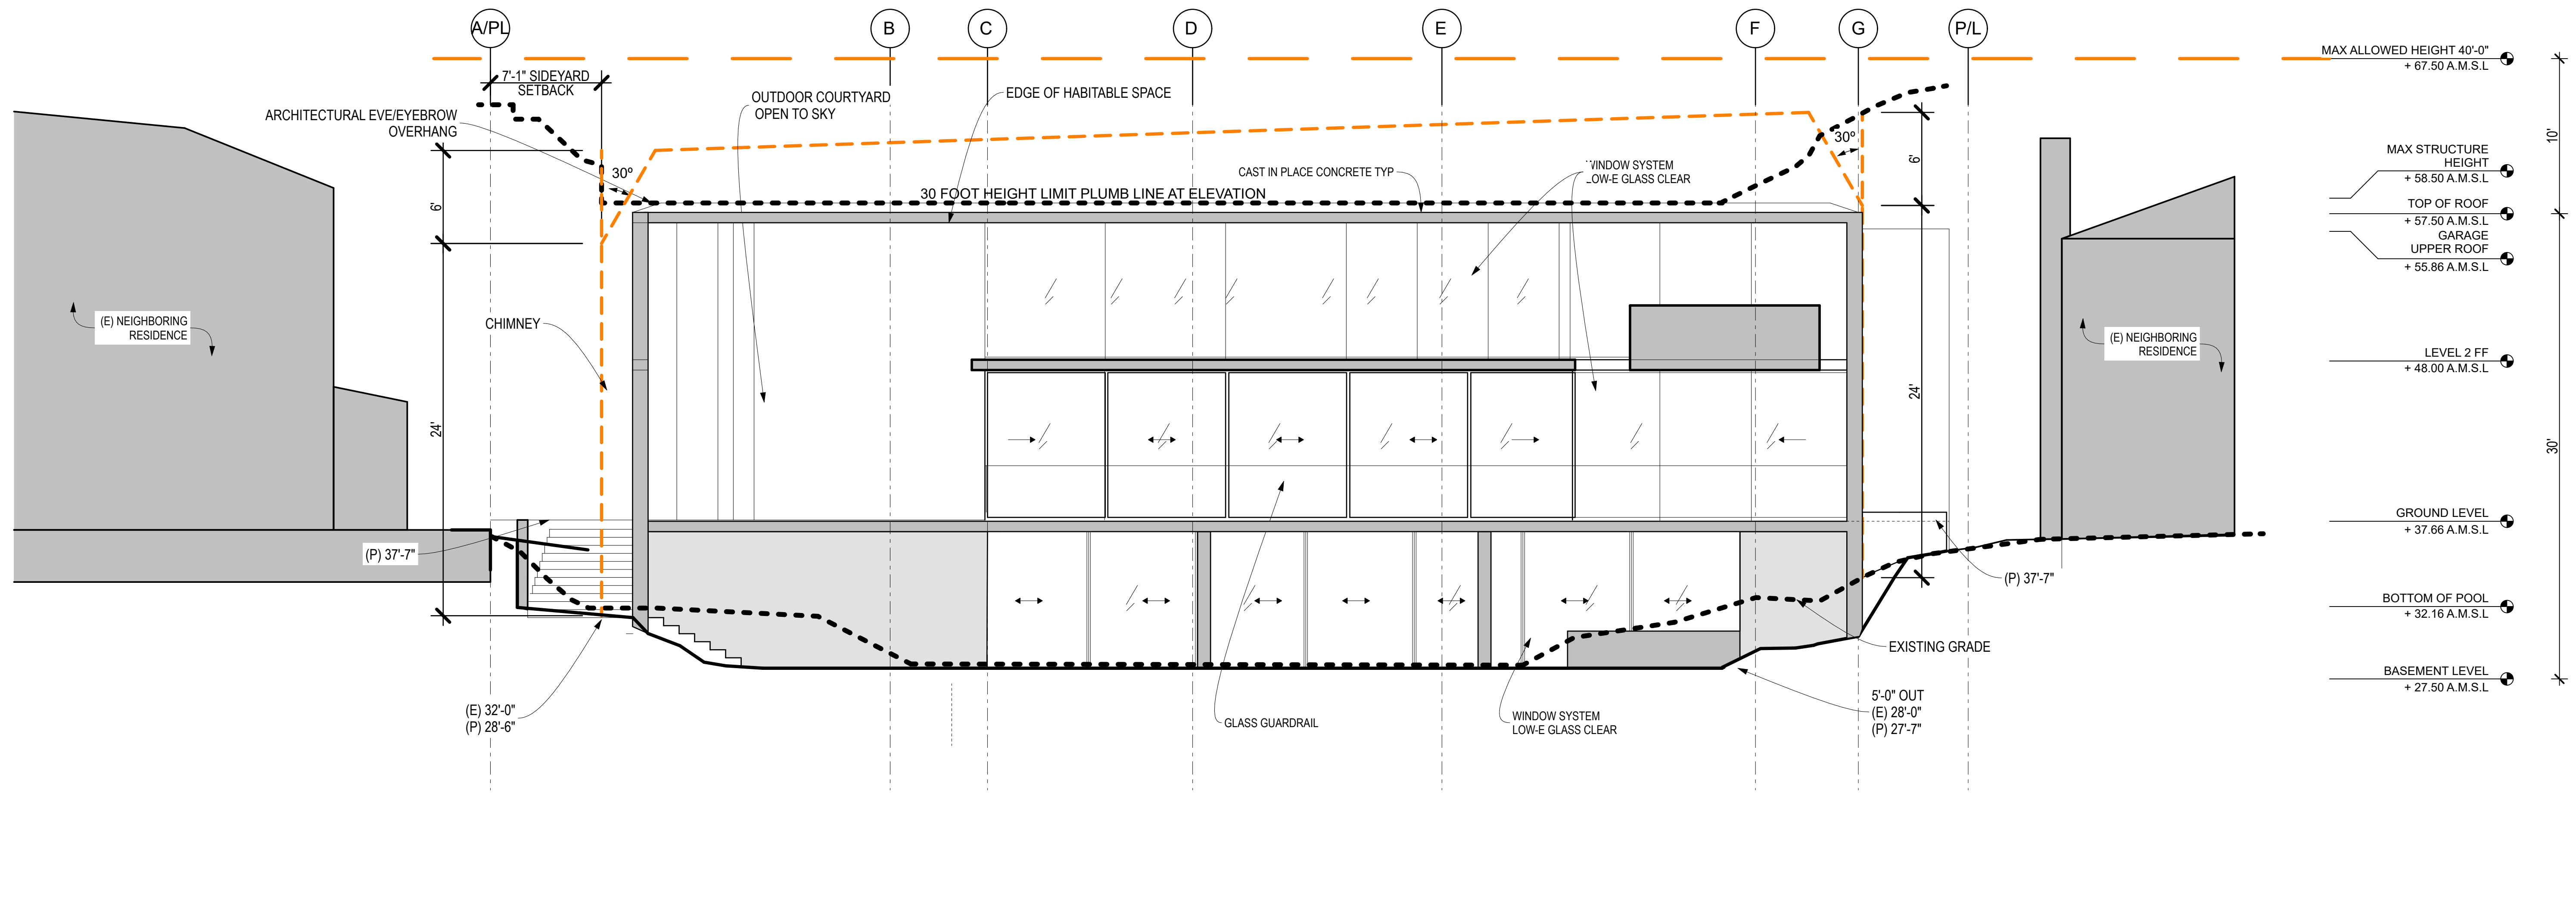 A/PL
B
C
D
E
F
G
P/L
MAX ALLOWED HEIGHT 40'-0"
+ 67.50 A.M.S.L
7'-1" SIDEYARD
SETBACK
OUTDOOR COURTYARD
OPEN TO SKY
EDGE OF HABITABLE SPACE
ARCHITECTURAL EVE/EYEBROW
OVERHANG
30º
30º
6'
6'
10'
CAST IN PLACE CONCRETE TYP
WINDOW SYSTEM
LOW-E GLASS CLEAR
30 FOOT HEIGHT LIMIT PLUMB LINE AT ELEVATION
MAX STRUCTURE
HEIGHT
+ 58.50 A.M.S.L
TOP OF ROOF
+ 57.50 A.M.S.L
GARAGE
UPPER ROOF
+ 55.86 A.M.S.L
(E) NEIGHBORING
RESIDENCE
CHIMNEY
(E) NEIGHBORING
RESIDENCE
LEVEL 2 FF
+ 48.00 A.M.S.L
24'
24'
30'
GROUND LEVEL
+ 37.66 A.M.S.L
(P) 37'-7"
(P) 37'-7"
BOTTOM OF POOL
+ 32.16 A.M.S.L
EXISTING GRADE
BASEMENT LEVEL
+ 27.50 A.M.S.L
(E) 32'-0"
(P) 28'-6"
GLASS GUARDRAIL
WINDOW SYSTEM
LOW-E GLASS CLEAR
5'-0" OUT
(E) 28'-0"
(P) 27'-7"